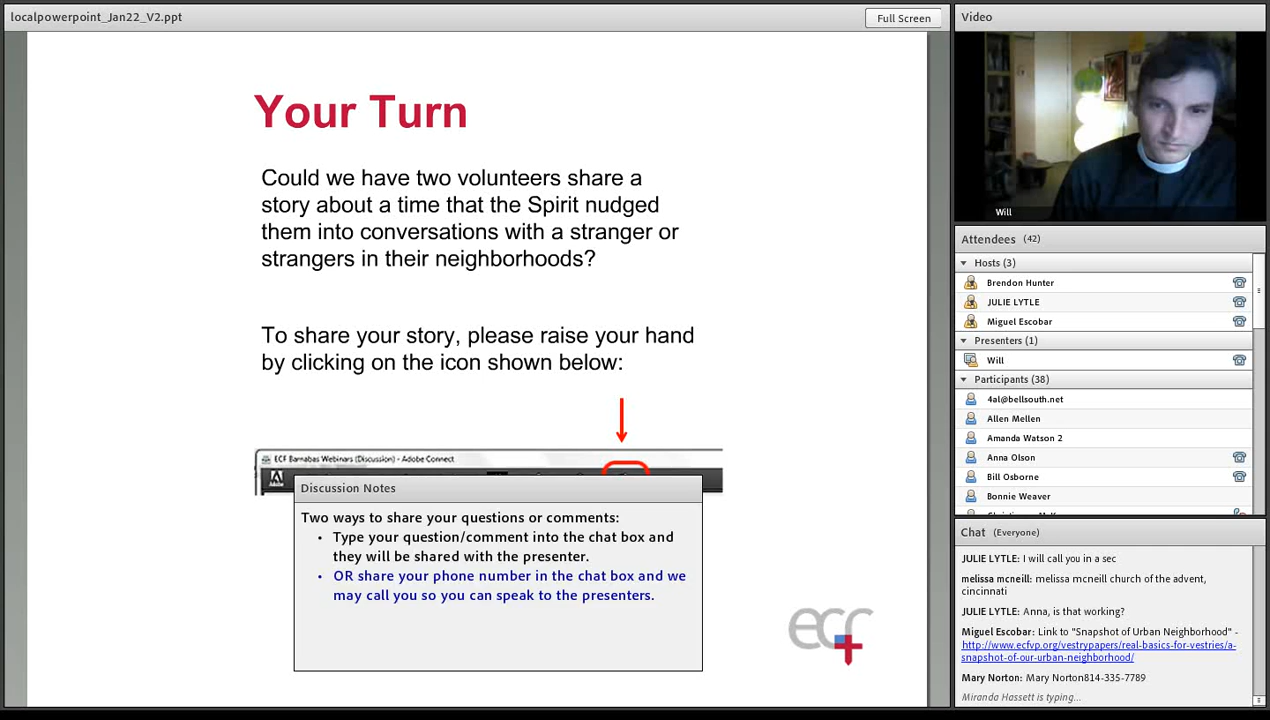 localpowerpoint_Jan22_V2.ppt
Full Screen
Your Turn
Could we have two volunteers share a
story about a time that the Spirit nudged
them into conversations with a stranger or
strangers in their neighborhoods?
To share your story, please raise your hand
by clicking on the icon shown below:
ECF Barnabas Webinars (Discussion) - Adobe Connect
Adobe
Discussion Notes
Two ways to share your questions or comments:
• Type your question/comment into the chat box and
they will be shared with the presenter.
• OR share your phone number in the chat box and we
may call you so you can speak to the presenters.
ecf
Video
Will
Attendees (42)
Hosts (3)
Brendon Hunter
JULIE LYTLE
Miguel Escobar
Presenters (1)
Will
Participants (38)
4al@bellsouth.net
Allen Mellen
Amanda Watson 2
Anna Olson
Bill Osborne
Bonnie Weaver
Chat (Everyone)
JULIE LYTLE: I will call you in a sec
melissa mcneill: melissa mcneill church of the advent,
cincinnati
JULIE LYTLE: Anna, is that working?
Miguel Escobar: Link to "Snapshot of Urban Neighborhood" -
http://www.ecfvp.org/vestrypapers/real-basics-for-vestries/a-
snapshot-of-our-urban-neighborhood/
Mary Norton: Mary Norton814-335-7789
Miranda Hassett is typing...